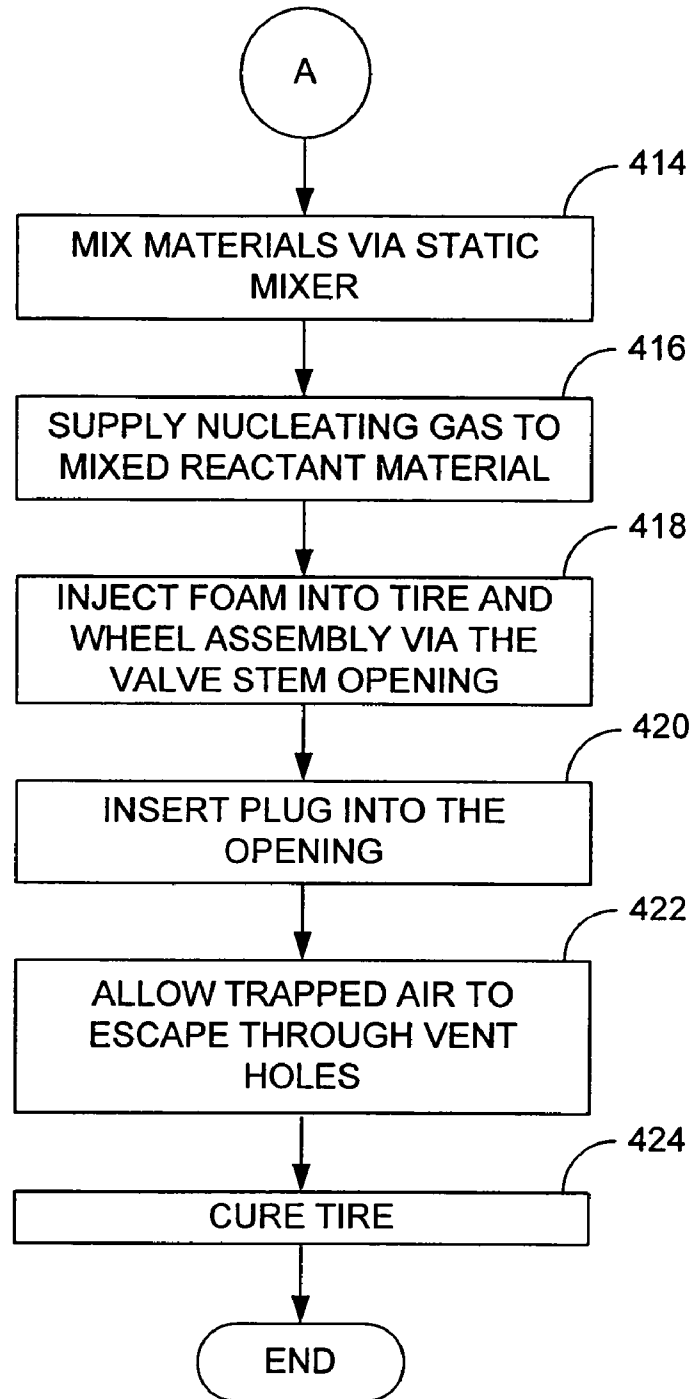 A
414
MIX MATERIALS VIA STATIC
MIXER
416
SUPPLY NUCLEATING GAS TO
MIXED REACTANT MATERIAL
418
INJECT FOAM INTO TIRE AND
WHEEL ASSEMBLY VIA THE
VALVE STEM OPENING
420
INSERT PLUG INTO THE
OPENING
422
ALLOW TRAPPED AIR TO
ESCAPE THROUGH VENT
HOLES
424
CURE TIRE
END